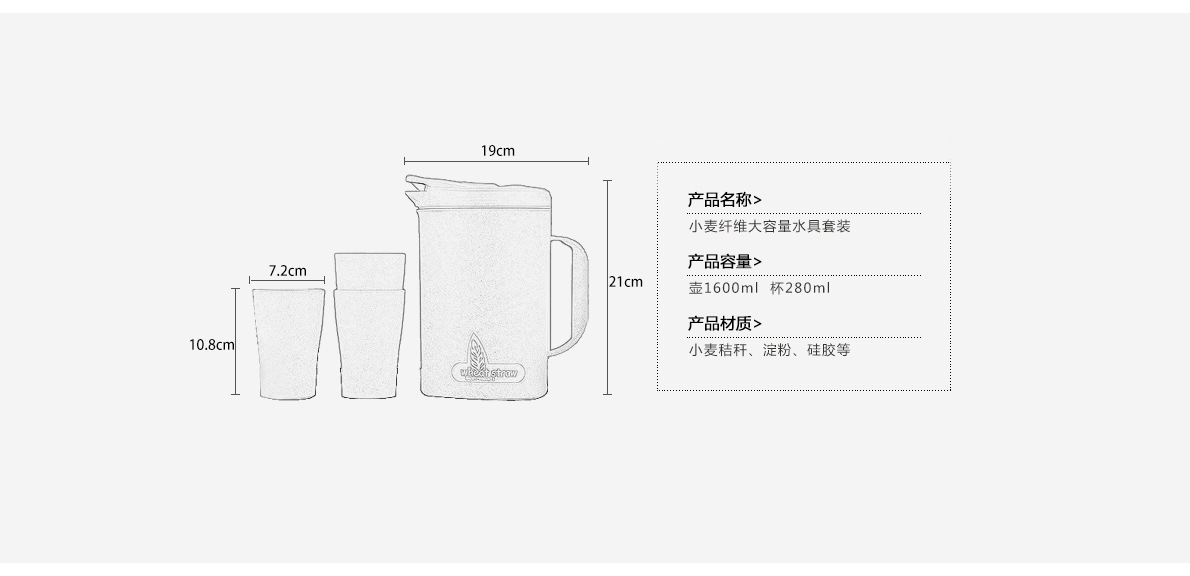 19cm
7.2cm
21cm
10.8cm
wheat straw
产品名称>
小麦纤维大容量水具套装
产品容量>
壶1600ml 杯280ml
产品材质>
小麦秸秆、淀粉、硅胶等